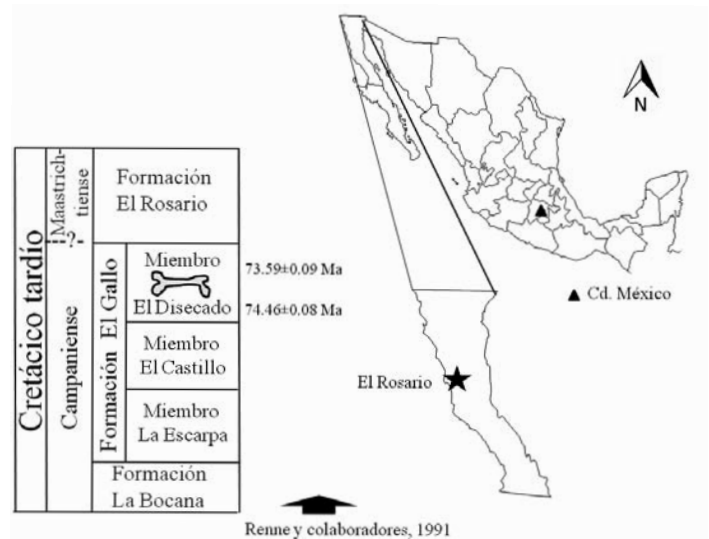 Cretácico tardío
Maastrich-
tiense
-?-
Campaniense
Formación
El Rosario
Formación El Gallo
Miembro
El Disecado
73.59±0.09 Ma
74.46±0.08 Ma
Miembro
El Castillo
Miembro
La Escarpa
Formación
La Bocana
Renne y colaboradores, 1991
N
Cd. México
El Rosario